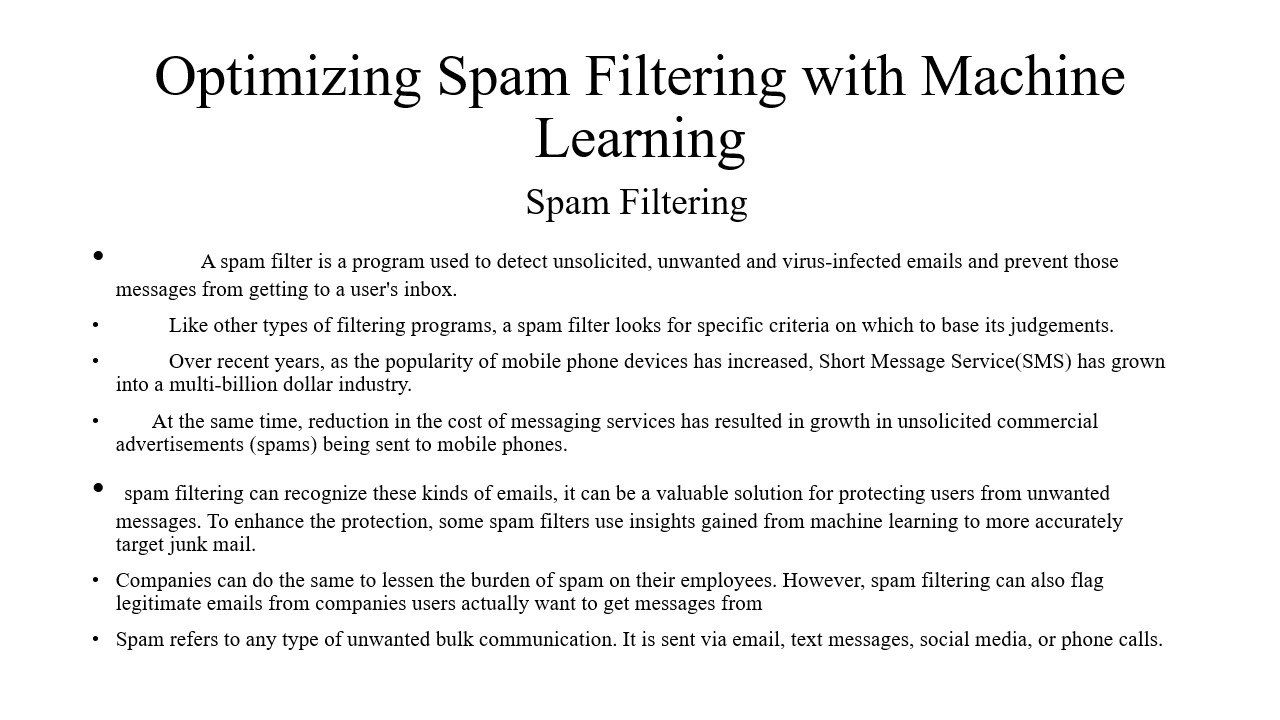 Optimizing Spam Filtering with Machine
Learning
Spam Filtering
• A spam filter is a program used to detect unsolicited, unwanted and virus-infected emails and prevent those
messages from getting to a user's inbox.
• Like other types of filtering programs, a spam filter looks for specific criteria on which to base its judgements.
• Over recent years, as the popularity of mobile phone devices has increased, Short Message Service(SMS) has grown
into a multi-billion dollar industry.
• At the same time, reduction in the cost of messaging services has resulted in growth in unsolicited commercial
advertisements (spams) being sent to mobile phones.
• spam filtering can recognize these kinds of emails, it can be a valuable solution for protecting users from unwanted
messages. To enhance the protection, some spam filters use insights gained from machine learning to more accurately
target junk mail.
• Companies can do the same to lessen the burden of spam on their employees. However, spam filtering can also flag
legitimate emails from companies users actually want to get messages from
• Spam refers to any type of unwanted bulk communication. It is sent via email, text messages, social media, or phone calls.